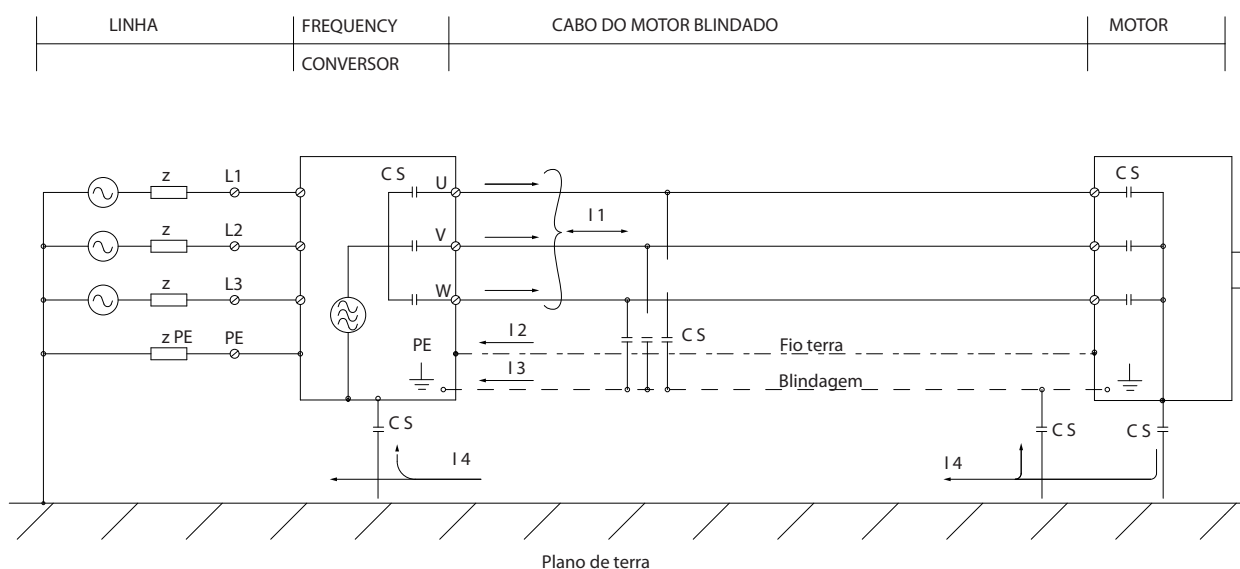 LINHA
FREQUENCY
CONVERSOR
CABO DO MOTOR BLINDADO
MOTOR
z
L1
C S
U
I 1
C S
z
L2
V
z
L3
W
C S
z PE
PE
PE
I 2
Fio terra
I 3
Blindagem
C S
C S
C S
I 4
I 4
Plano de terra